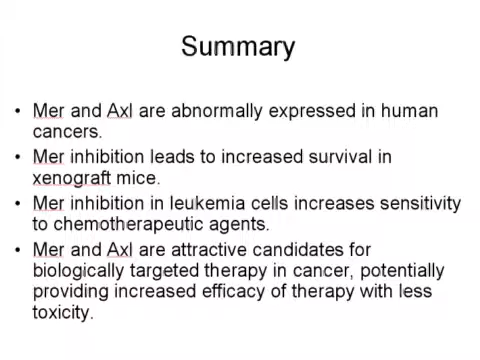 Summary
• Mer and Axl are abnormally expressed in human
cancers.
• Mer inhibition leads to increased survival in
xenograft mice.
• Mer inhibition in leukemia cells increases sensitivity
to chemotherapeutic agents.
• Mer and Axl are attractive candidates for
biologically targeted therapy in cancer, potentially
providing increased efficacy of therapy with less
toxicity.